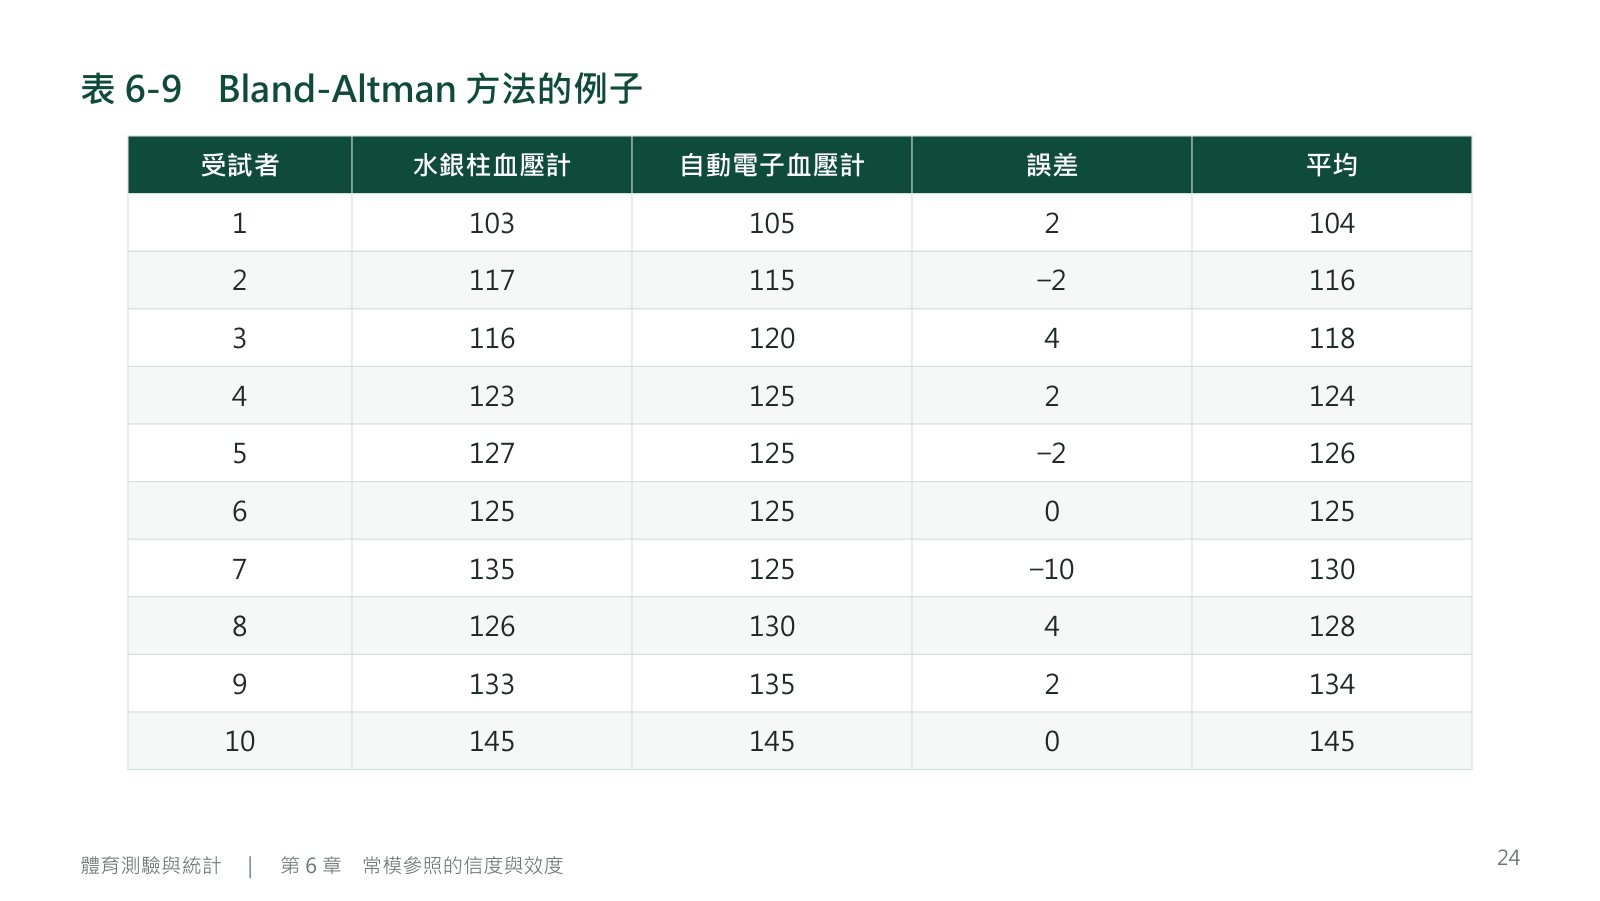 表 6-9　Bland-Altman 方法的例子
受試者　水銀柱血壓計　自動電子血壓計　誤差　平均
1　103　105　2　104
2　117　115　−2　116
3　116　120　4　118
4　123　125　2　124
5　127　125　−2　126
6　125　125　0　125
7　135　125　−10　130
8　126　130　4　128
9　133　135　2　134
10　145　145　0　145
體育測驗與統計　|　第 6 章　常模參照的信度與效度
24